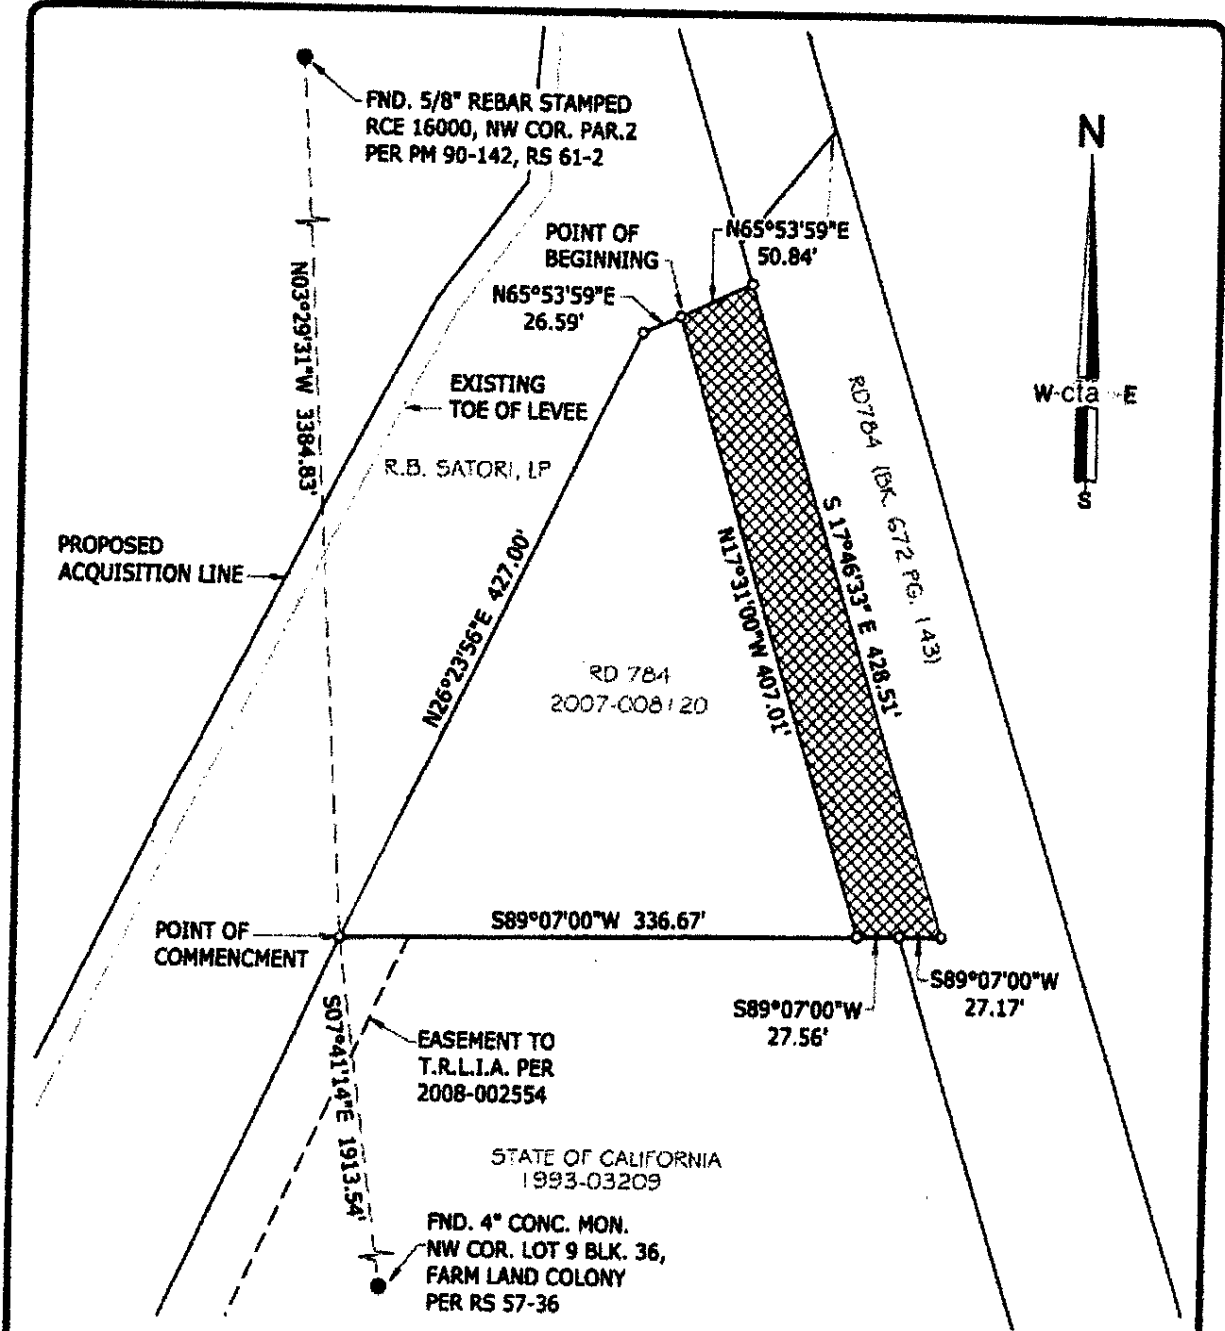 FND. 5/8" REBAR STAMPED
RCE 16000, NW COR. PAR.2
PER PM 90-142, RS 61-2
N
W-cta-E
S
POINT OF
BEGINNING
N65°53'59"E
50.84'
N65°53'59"E
26.59'
N03°29'31"W 3384.83'
EXISTING
TOE OF LEVEE
R.B. SATORI, LP
RD784 (BK. 672 PG. 143)
PROPOSED
ACQUISITION LINE
N26°23'56"E 427.00'
N17°31'00"W 407.01'
S 17°46'33" E 428.51'
RD 784
2007-008120
POINT OF
COMMENCMENT
S89°07'00"W 336.67'
S89°07'00"W
27.56'
S89°07'00"W
27.17'
S07°41'14"E 1913.54'
EASEMENT TO
T.R.L.I.A. PER
2008-002554
STATE OF CALIFORNIA
1993-03209
FND. 4" CONC. MON.
NW COR. LOT 9 BLK. 36,
FARM LAND COLONY
PER RS 57-36